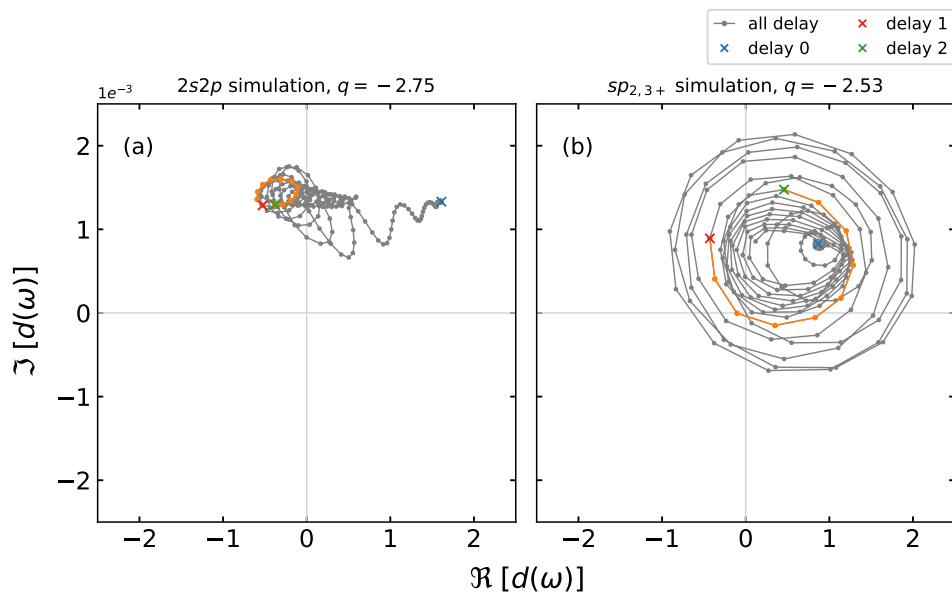 all delay
delay 0
delay 1
delay 2
1e−3
2s2p simulation, q = −2.75
sp2,3+ simulation, q = −2.53
(a)
(b)
2
1
0
−1
−2
ℑ [d(ω)]
−2 −1 0 1 2
−2 −1 0 1 2
ℜ [d(ω)]